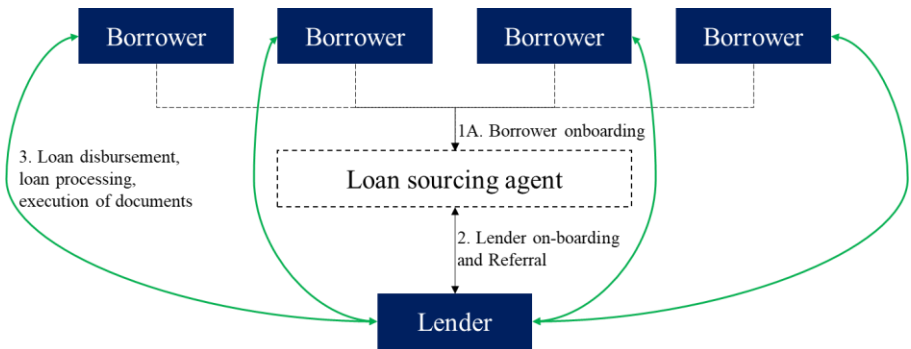 Borrower
Borrower
Borrower
Borrower
1A. Borrower onboarding
3. Loan disbursement,
loan processing,
execution of documents
Loan sourcing agent
2. Lender on-boarding
and Referral
Lender